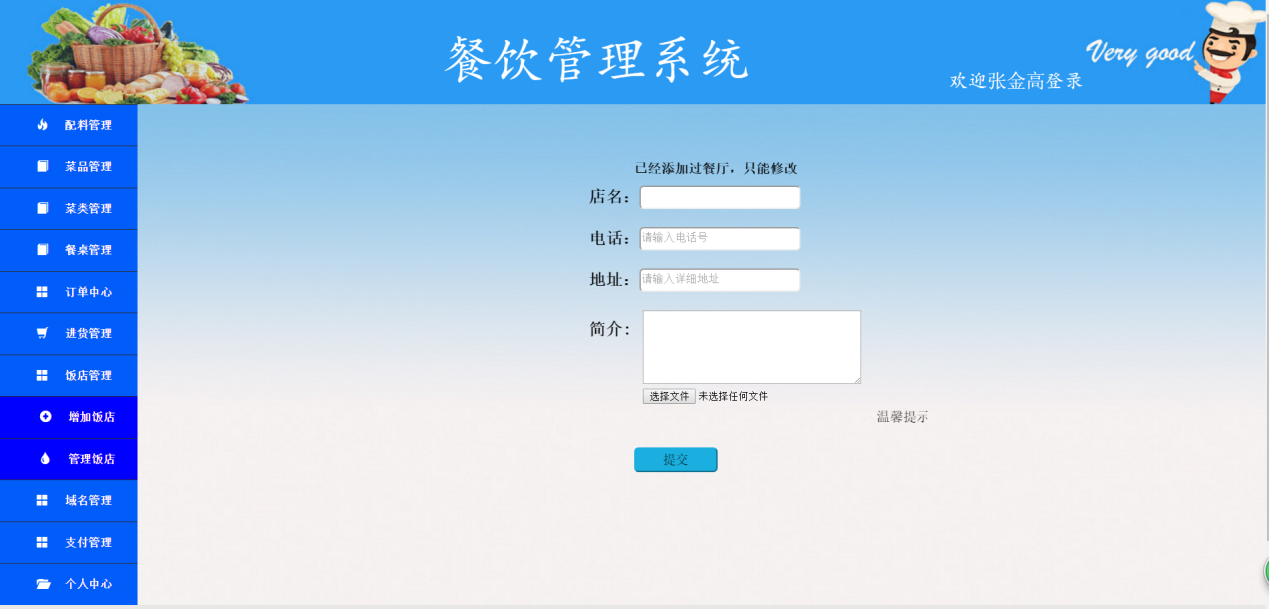 餐饮管理系统
Very good
欢迎张金高登录
配料管理
菜品管理
菜类管理
餐桌管理
订单中心
进货管理
饭店管理
增加饭店
管理饭店
域名管理
支付管理
个人中心
已经添加过餐厅，只能修改
店名：
电话： 请输入电话号
地址： 请输入详细地址
简介：
选择文件 未选择任何文件
温馨提示
提交